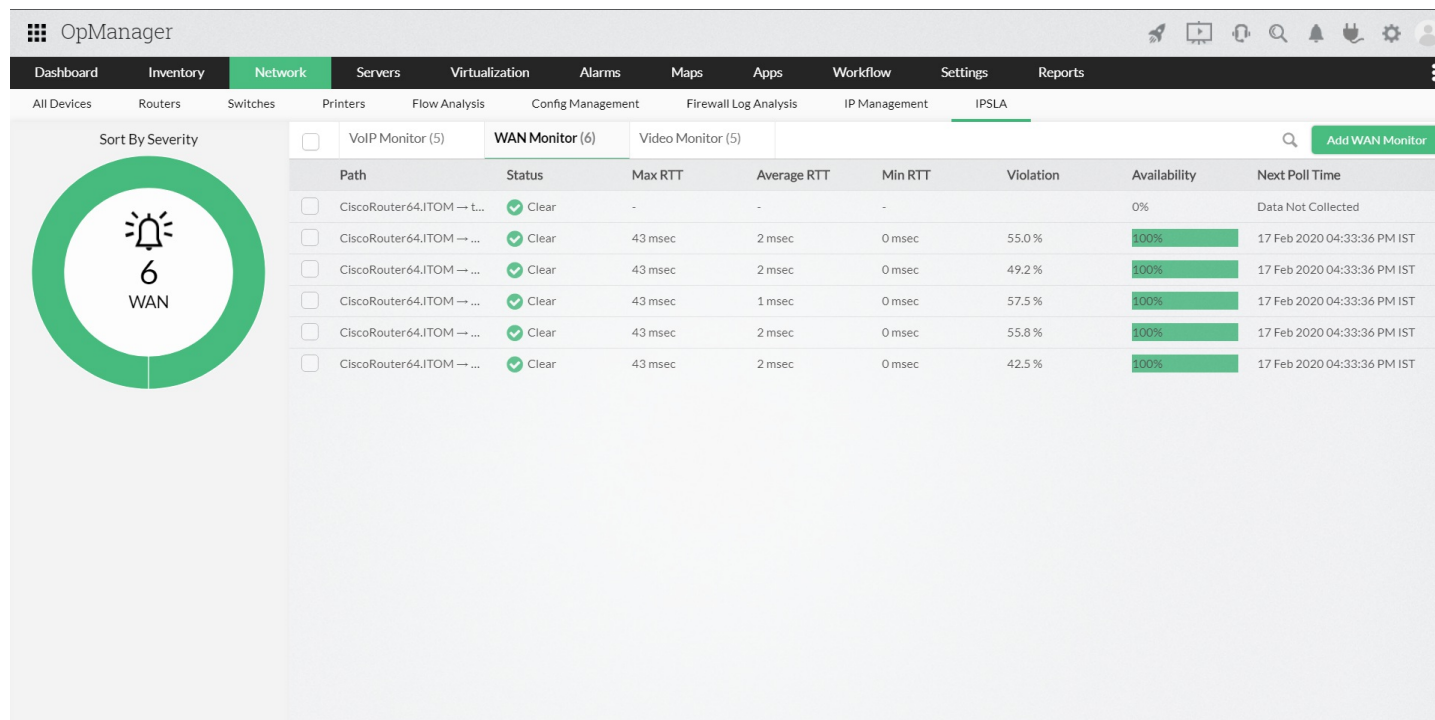 OpManager
Dashboard Inventory Network Servers Virtualization Alarms Maps Apps Workflow Settings Reports
All Devices Routers Switches Printers Flow Analysis Config Management Firewall Log Analysis IP Management IPSLA
Sort By Severity
6
WAN
VoIP Monitor (5) WAN Monitor (6) Video Monitor (5) Add WAN Monitor
Path Status Max RTT Average RTT Min RTT Violation Availability Next Poll Time
CiscoRouter64.ITOM → t... Clear - - - 0% Data Not Collected
CiscoRouter64.ITOM → ... Clear 43 msec 2 msec 0 msec 55.0 % 100% 17 Feb 2020 04:33:36 PM IST
CiscoRouter64.ITOM → ... Clear 43 msec 2 msec 0 msec 49.2 % 100% 17 Feb 2020 04:33:36 PM IST
CiscoRouter64.ITOM → ... Clear 43 msec 1 msec 0 msec 57.5 % 100% 17 Feb 2020 04:33:36 PM IST
CiscoRouter64.ITOM → ... Clear 43 msec 2 msec 0 msec 55.8 % 100% 17 Feb 2020 04:33:36 PM IST
CiscoRouter64.ITOM → ... Clear 43 msec 2 msec 0 msec 42.5 % 100% 17 Feb 2020 04:33:36 PM IST